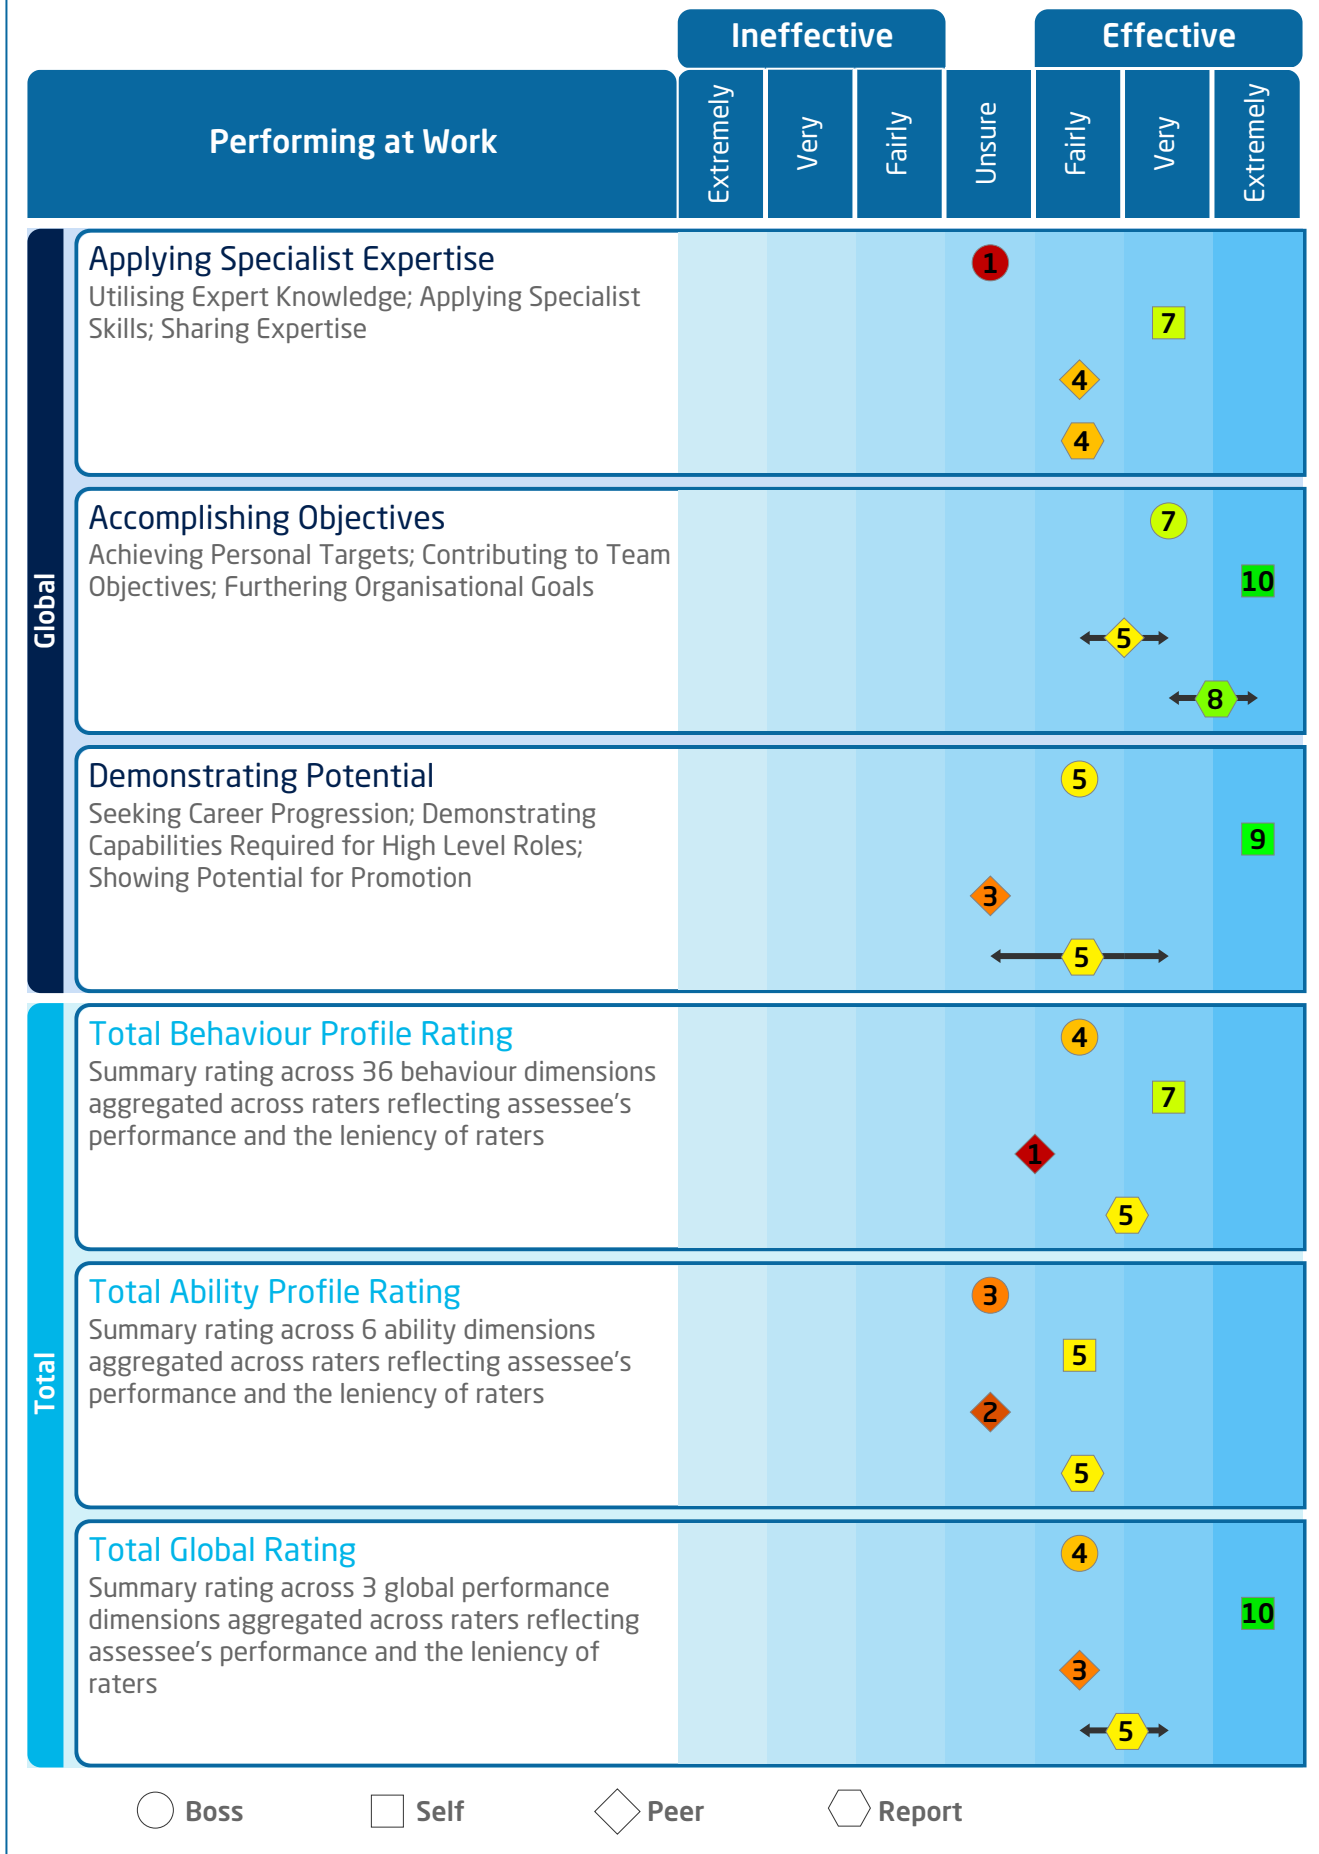 Ineffective
Effective
Performing at Work
Extremely
Very
Fairly
Unsure
Fairly
Very
Extremely
Global
Applying Specialist Expertise
Utilising Expert Knowledge; Applying Specialist
Skills; Sharing Expertise
1
7
4
4
Accomplishing Objectives
Achieving Personal Targets; Contributing to Team
Objectives; Furthering Organisational Goals
7
10
5
8
Demonstrating Potential
Seeking Career Progression; Demonstrating
Capabilities Required for High Level Roles;
Showing Potential for Promotion
5
9
3
5
Total
Total Behaviour Profile Rating
Summary rating across 36 behaviour dimensions
aggregated across raters reflecting assessee's
performance and the leniency of raters
4
7
1
5
Total Ability Profile Rating
Summary rating across 6 ability dimensions
aggregated across raters reflecting assessee's
performance and the leniency of raters
3
5
2
5
Total Global Rating
Summary rating across 3 global performance
dimensions aggregated across raters reflecting
assessee's performance and the leniency of
raters
4
10
3
5
Boss
Self
Peer
Report